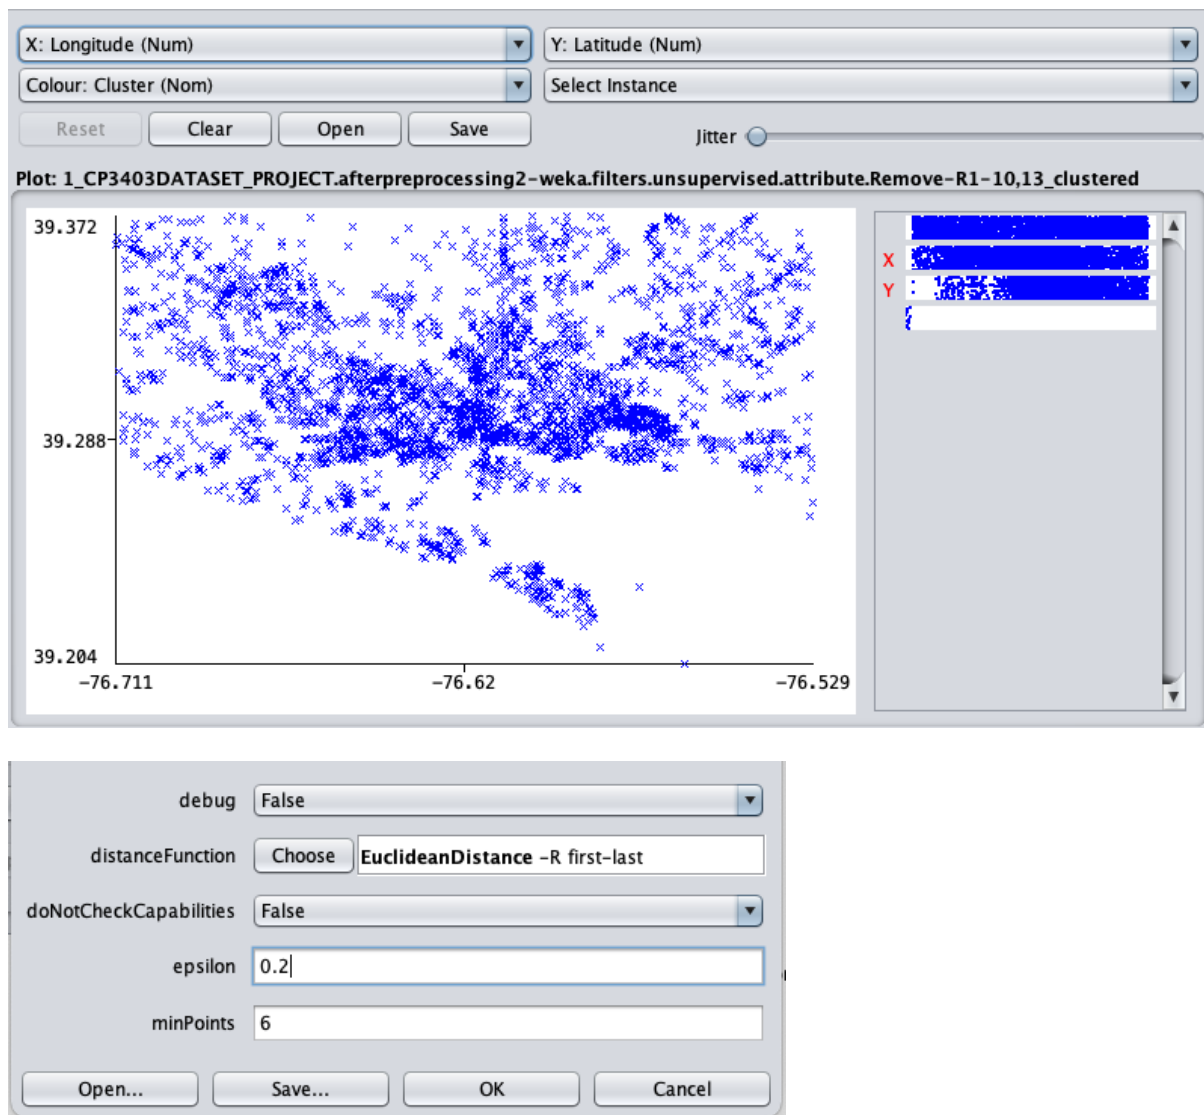 X: Longitude (Num) Y: Latitude (Num)
Colour: Cluster (Nom) Select Instance
Reset Clear Open Save Jitter
Plot: 1_CP3403DATASET_PROJECT.afterpreprocessing2-weka.filters.unsupervised.attribute.Remove-R1-10,13_clustered
39.372
X
Y
39.288
39.204
-76.711 -76.62 -76.529
debug False
distanceFunction Choose EuclideanDistance -R first-last
doNotCheckCapabilities False
epsilon 0.2
minPoints 6
Open... Save... OK Cancel